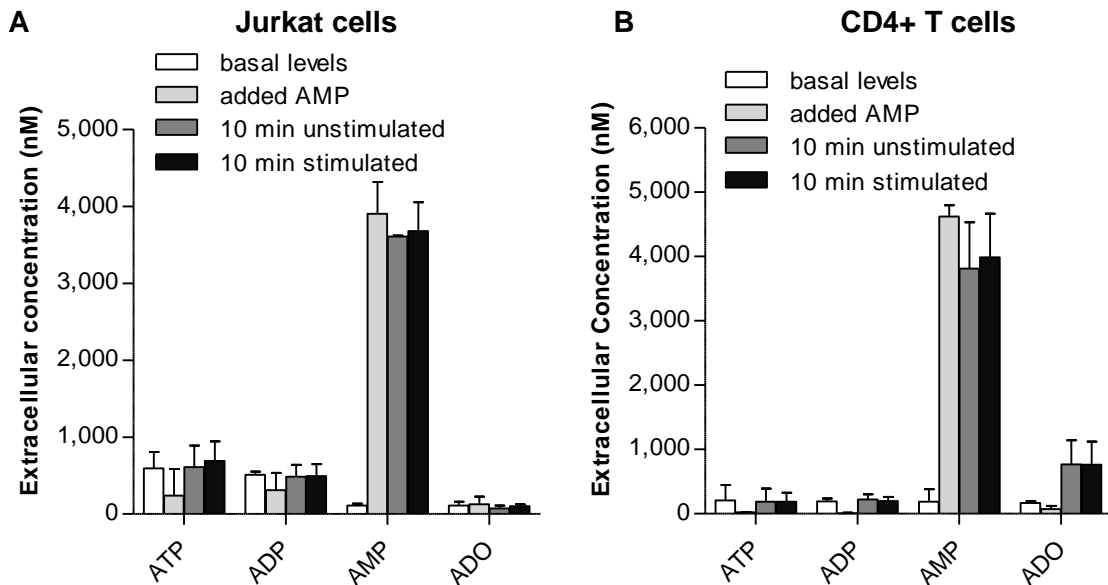 A
Jurkat cells
basal levels
added AMP
10 min unstimulated
10 min stimulated
Extracellular concentration (nM)
5,000
4,000
3,000
2,000
1,000
0
ATP
ADP
AMP
ADO
B
CD4+ T cells
basal levels
added AMP
10 min unstimulated
10 min stimulated
Extracellular Concentration (nM)
6,000
5,000
4,000
3,000
2,000
1,000
0
ATP
ADP
AMP
ADO